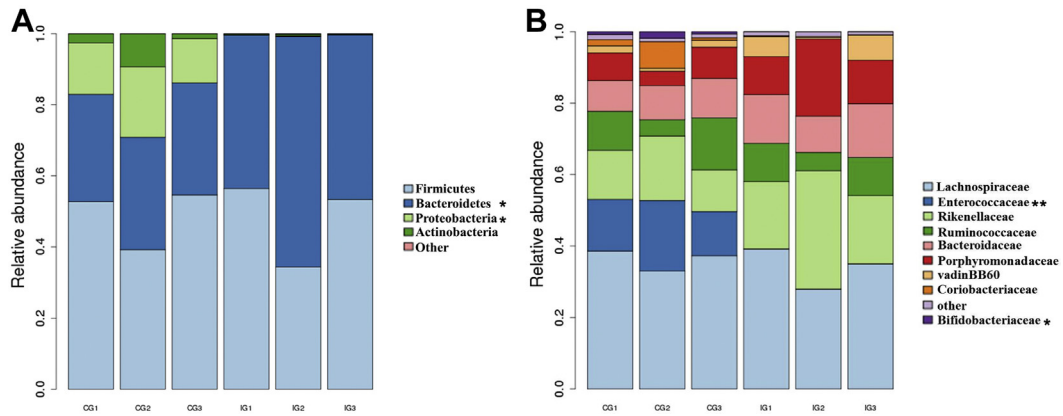 A
Relative abundance
1.0
0.8
0.6
0.4
0.2
0.0
CG1 CG2 CG3 IG1 IG2 IG3
Firmicutes
Bacteroidetes *
Proteobacteria *
Actinobacteria
Other
B
Relative abundance
1.0
0.8
0.6
0.4
0.2
0.0
CG1 CG2 CG3 IG1 IG2 IG3
Lachnospiraceae
Enterococcaceae **
Rikenellaceae
Ruminococcaceae
Bacteroidaceae
Porphyromonadaceae
vadinBB60
Coriobacteriaceae
other
Bifidobacteriaceae *